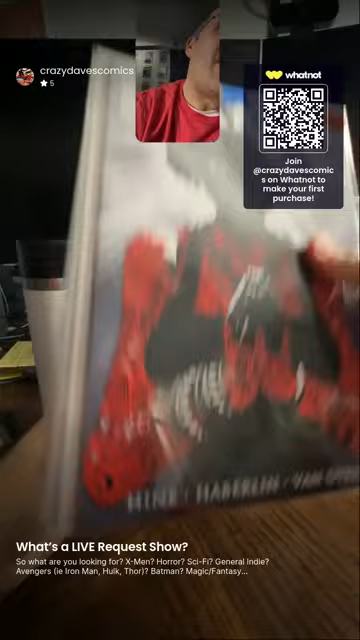 crazydavescomics
5
whatnot
Join
@crazydavescomic
s on Whatnot to
make your first
purchase!
HINE · HABERLIN · VAN
What's a LIVE Request Show?
So what are you looking for? X-Men? Horror? Sci-Fi? General Indie?
Avengers (ie Iron Man, Hulk, Thor)? Batman? Magic/Fantasy...